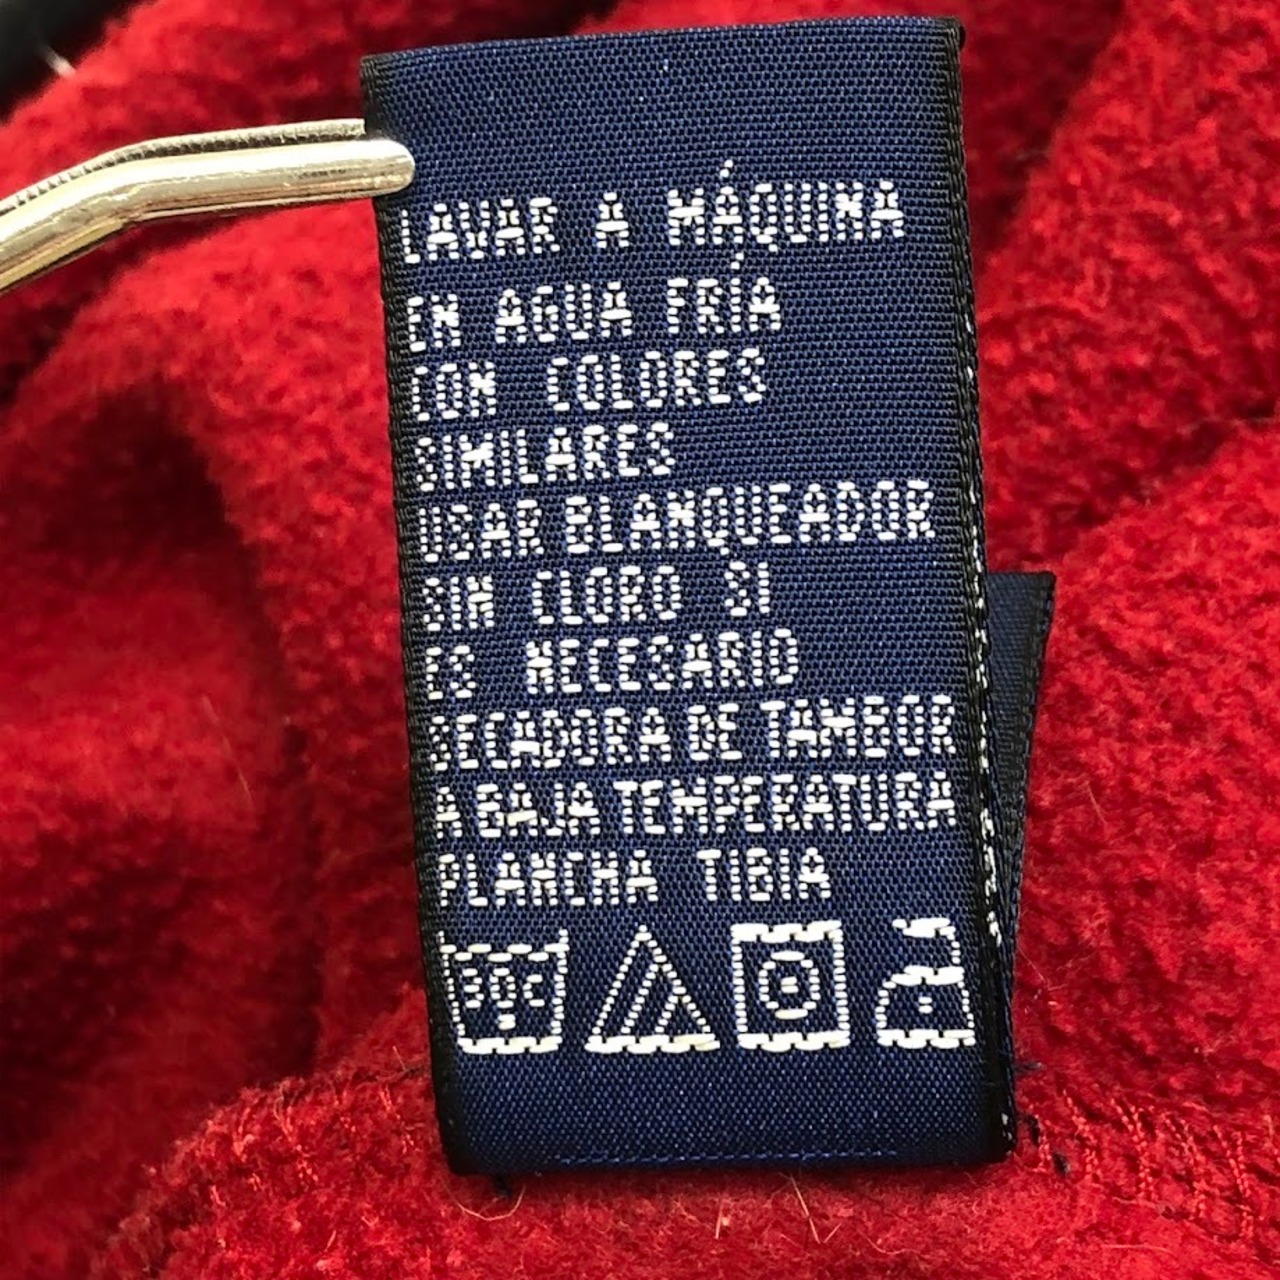 LAVAR A MÁQUINA
EN AGUA FRÍA
CON COLORES
SIMILARES
USAR BLANQUEADOR
SIN CLORO SI
ES NECESARIO
SECADORA DE TAMBOR
A BAJA TEMPERATURA
PLANCHA TIBIA
30C